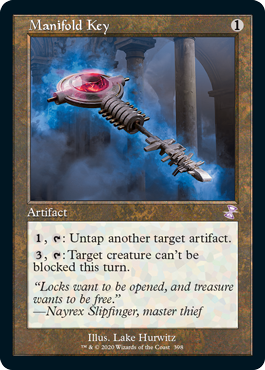 Manifold Key 1
Artifact
1, T: Untap another target artifact.
3, T: Target creature can't be
blocked this turn.
“Locks want to be opened, and treasure
wants to be free.”
—Nayrex Slipfinger, master thief
Illus. Lake Hurwitz
™ & © 2020 Wizards of the Coast 398